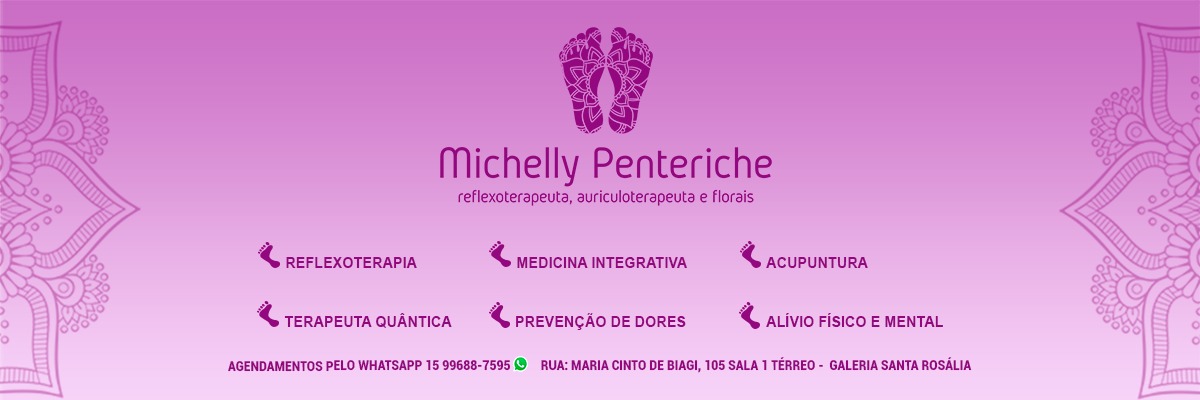 Michelly Penteriche
reflexoterapeuta, auriculoterapeuta e florais
REFLEXOTERAPIA MEDICINA INTEGRATIVA ACUPUNTURA
TERAPEUTA QUÂNTICA PREVENÇÃO DE DORES ALÍVIO FÍSICO E MENTAL
AGENDAMENTOS PELO WHATSAPP 15 99688-7595 RUA: MARIA CINTO DE BIAGI, 105 SALA 1 TÉRREO - GALERIA SANTA ROSÁLIA